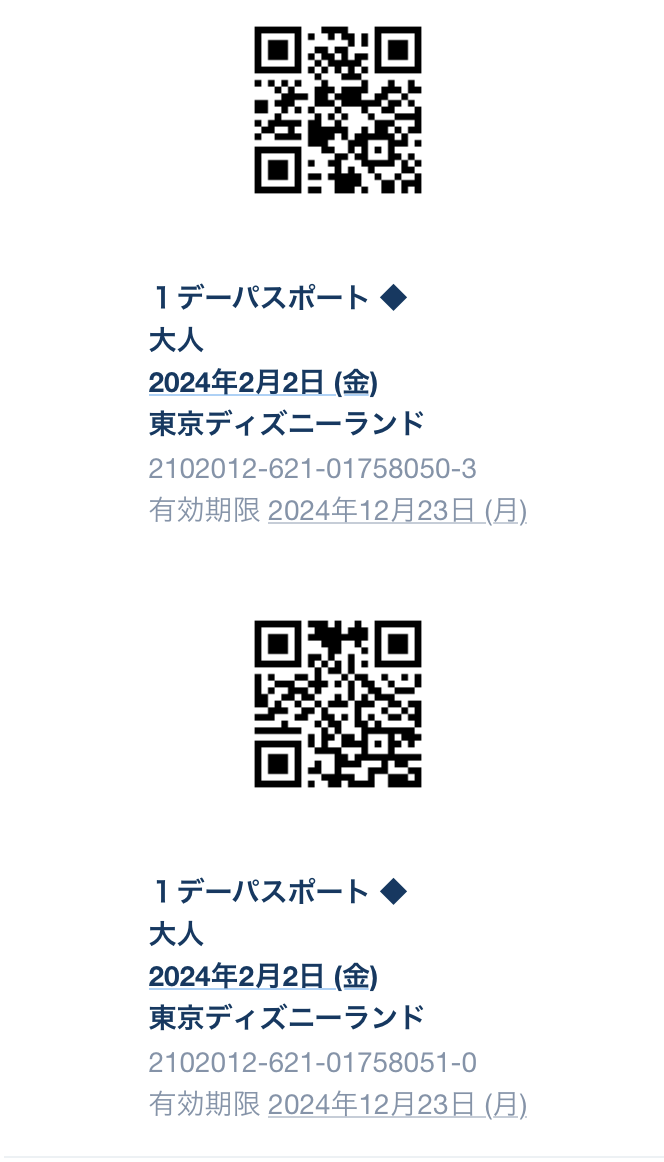 １デーパスポート ◆
大人
2024年2月2日 (金)
東京ディズニーランド
2102012-621-01758050-3
有効期限 2024年12月23日 (月)
１デーパスポート ◆
大人
2024年2月2日 (金)
東京ディズニーランド
2102012-621-01758051-0
有効期限 2024年12月23日 (月)